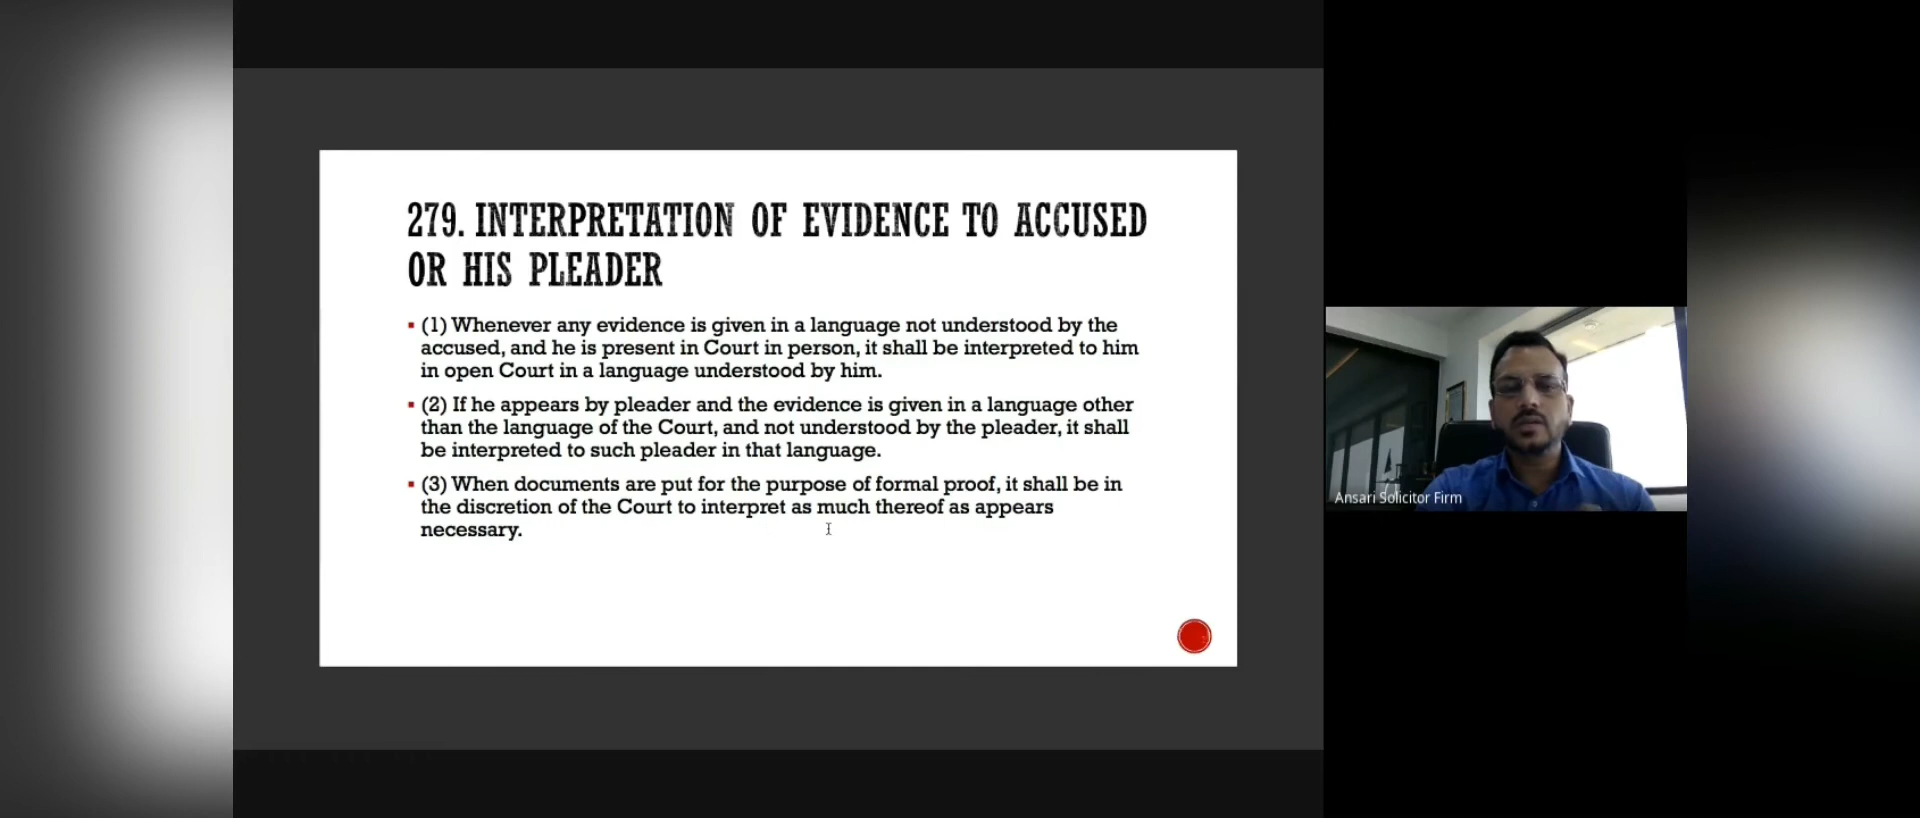 279. INTERPRETATION OF EVIDENCE TO ACCUSED
OR HIS PLEADER
▪ (1) Whenever any evidence is given in a language not understood by the
accused, and he is present in Court in person, it shall be interpreted to him
in open Court in a language understood by him.
▪ (2) If he appears by pleader and the evidence is given in a language other
than the language of the Court, and not understood by the pleader, it shall
be interpreted to such pleader in that language.
▪ (3) When documents are put for the purpose of formal proof, it shall be in
the discretion of the Court to interpret as much thereof as appears
necessary.
Ansari Solicitor Firm